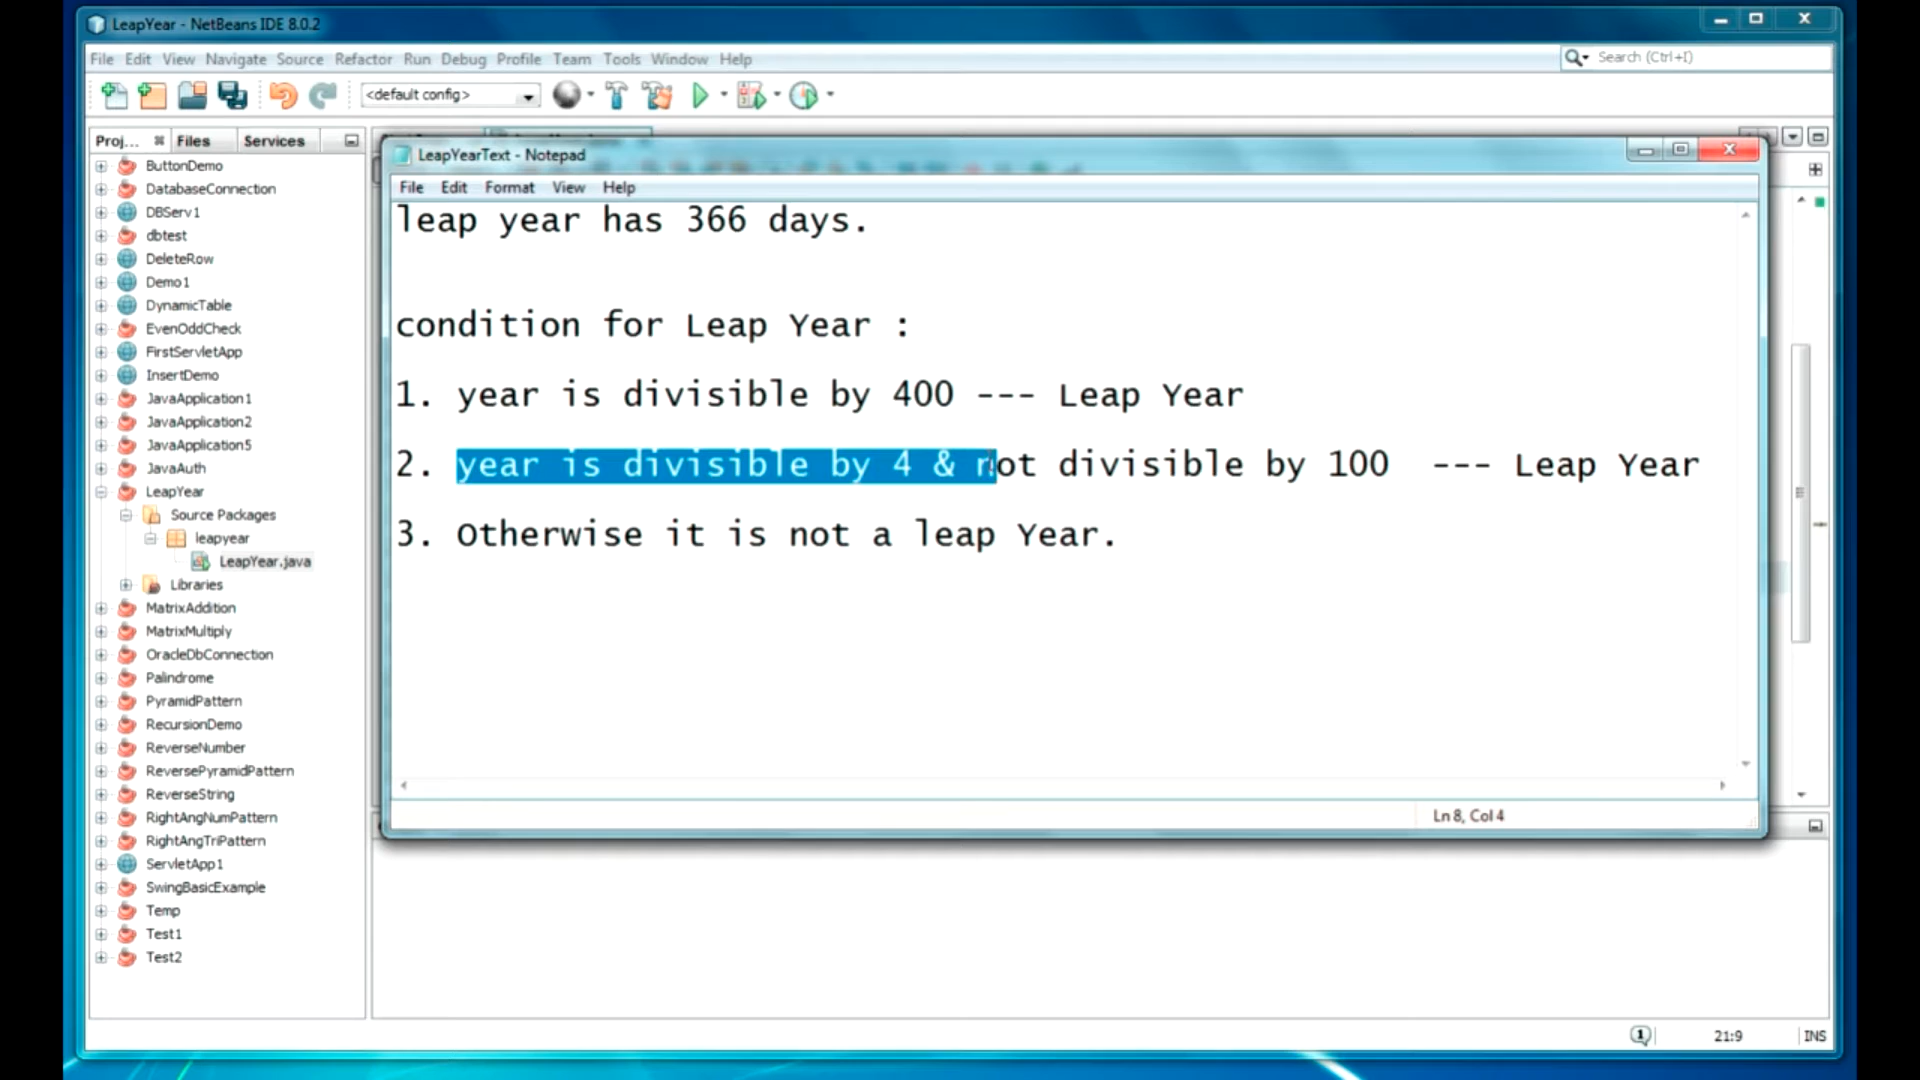 LeapYear - NetBeans IDE 8.0.2
File Edit View Navigate Source Refactor Run Debug Profile Team Tools Window Help
Search (Ctrl+I)
<default config>
Proj... Files Services
ButtonDemo
DatabaseConnection
DBServ1
dbtest
DeleteRow
Demo1
DynamicTable
EvenOddCheck
FirstServletApp
InsertDemo
JavaApplication1
JavaApplication2
JavaApplication5
JavaAuth
LeapYear
Source Packages
leapyear
LeapYear.java
Libraries
MatrixAddition
MatrixMultiply
OracleDbConnection
Palindrome
PyramidPattern
RecursionDemo
ReverseNumber
ReversePyramidPattern
ReverseString
RightAngNumPattern
RightAngTriPattern
ServletApp1
SwingBasicExample
Temp
Test1
Test2
LeapYearText - Notepad
File Edit Format View Help
leap year has 366 days.
condition for Leap Year :
1. year is divisible by 400 --- Leap Year
2. year is divisible by 4 & not divisible by 100 --- Leap Year
3. Otherwise it is not a leap Year.
Ln 8, Col 4
1 21:9 INS